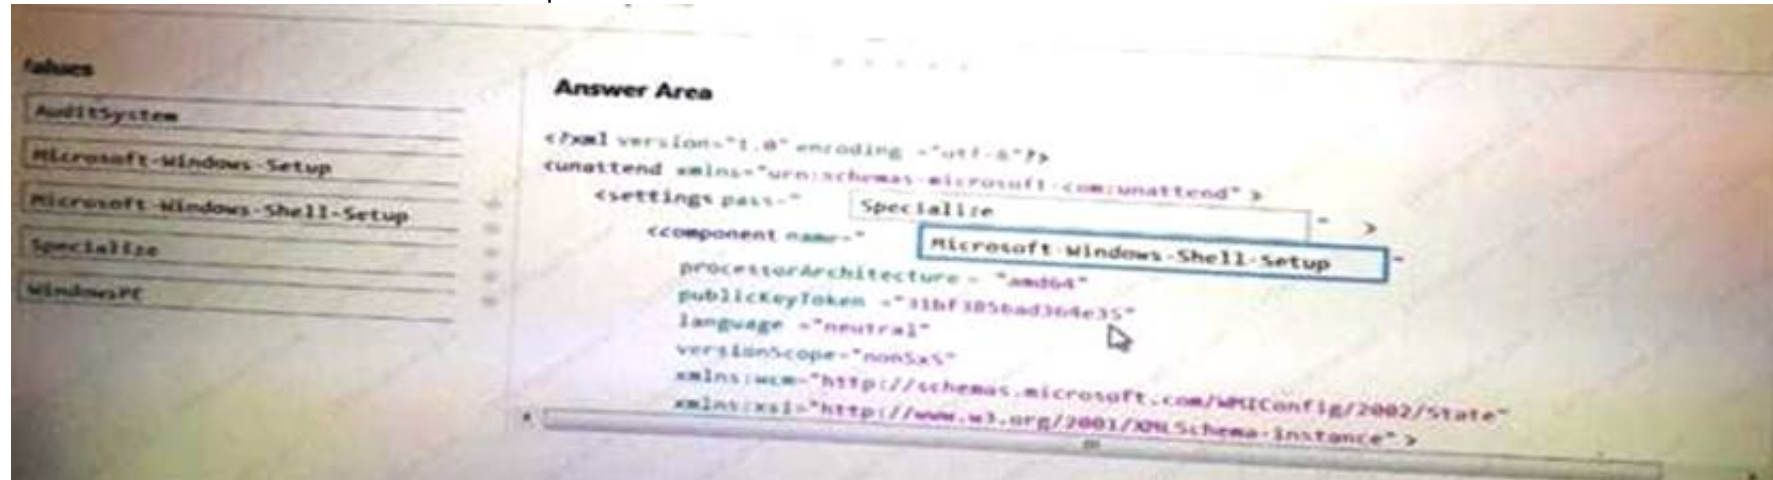 Values
AuditSystem
Microsoft-Windows-Setup
Microsoft-Windows-Shell-Setup
Specialize
WindowsPE
Answer Area
<?xml version="1.0" encoding ="utf-8"?>
<unattend xmlns="urn:schemas-microsoft-com:unattend" >
<settings pass=" Specialize " >
<component name=" Microsoft-Windows-Shell-Setup "
processorArchitecture = "amd64"
publicKeyToken ="31bf3856ad364e35"
language ="neutral"
versionScope="nonSxS"
xmlns:wcm="http://schemas.microsoft.com/WMIConfig/2002/State"
xmlns:xsi="http://www.w3.org/2001/XMLSchema-instance" >